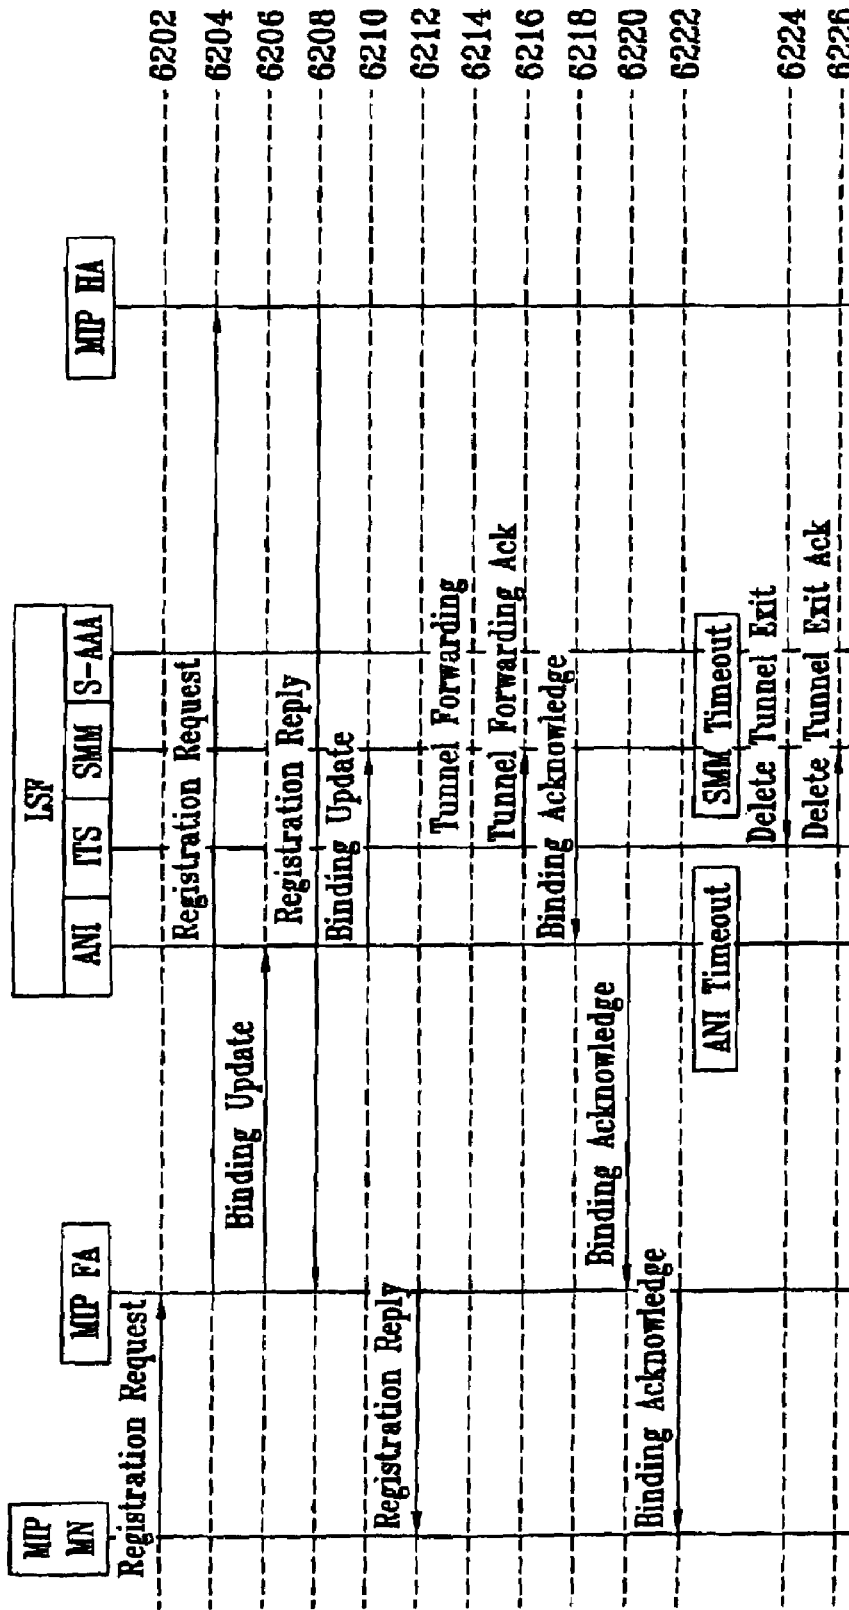 MIP
MN
MIP FA
LSF
ANI
ITS
SMM
S-AAA
MIP HA
Registration Request
6202
Registration Request
6204
Binding Update
6206
Registration Reply
6208
Binding Update
6210
Registration Reply
6212
Tunnel Forwarding
6214
Tunnel Forwarding Ack
6216
Binding Acknowledge
6218
Binding Acknowledge
6220
Binding Acknowledge
6222
ANI Timeout
SMM Timeout
Delete Tunnel Exit
6224
Delete Tunnel Exit Ack
6226